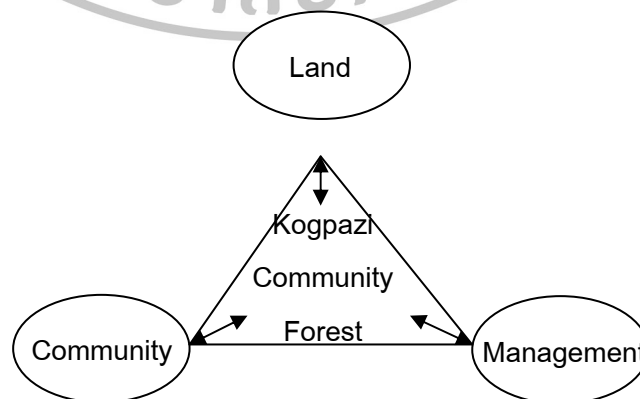 Land
Kogpazi
Community
Forest
Community
Management